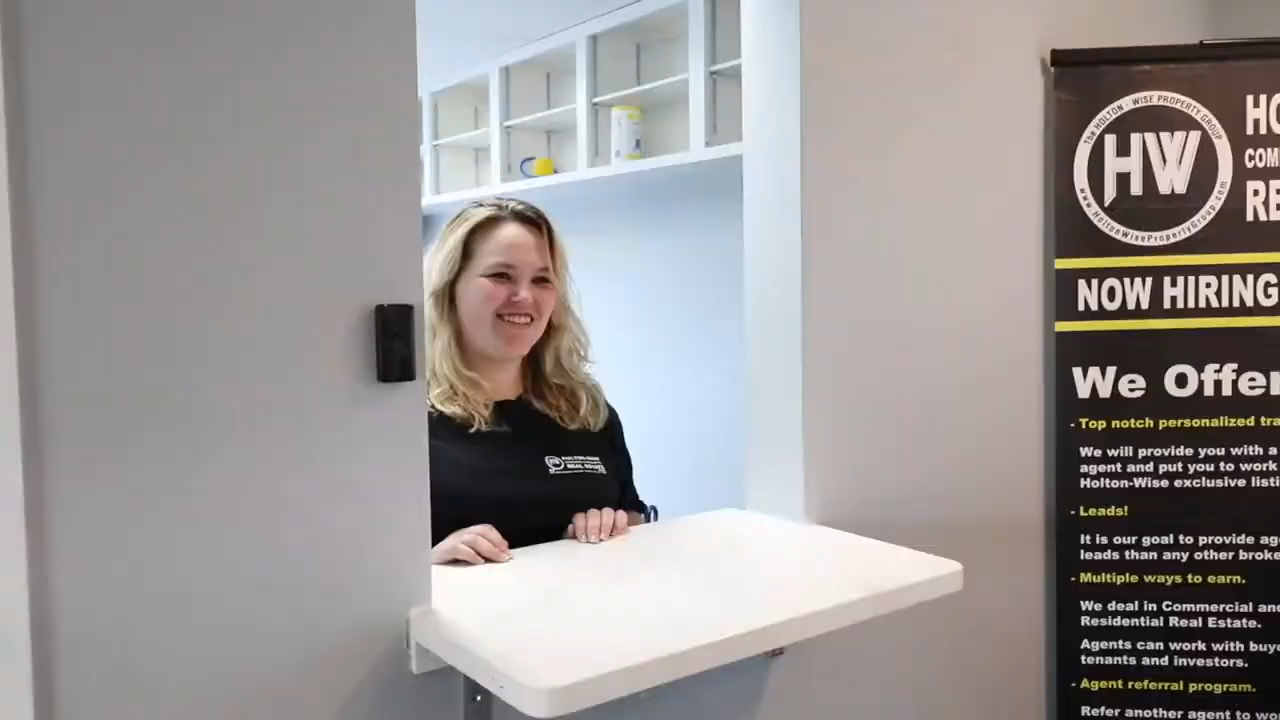 The HOLTON - WISE PROPERTY GROUP
HW
www.HoltonWisePropertyGroup.com
HO
COM
RE
NOW HIRING
We Offer
- Top notch personalized tra
We will provide you with a
agent and put you to work
Holton-Wise exclusive listi
- Leads!
It is our goal to provide age
leads than any other broke
- Multiple ways to earn.
We deal in Commercial and
Residential Real Estate.
Agents can work with buye
tenants and investors.
- Agent referral program.
Refer another agent to wo
HW
REAL ESTATE